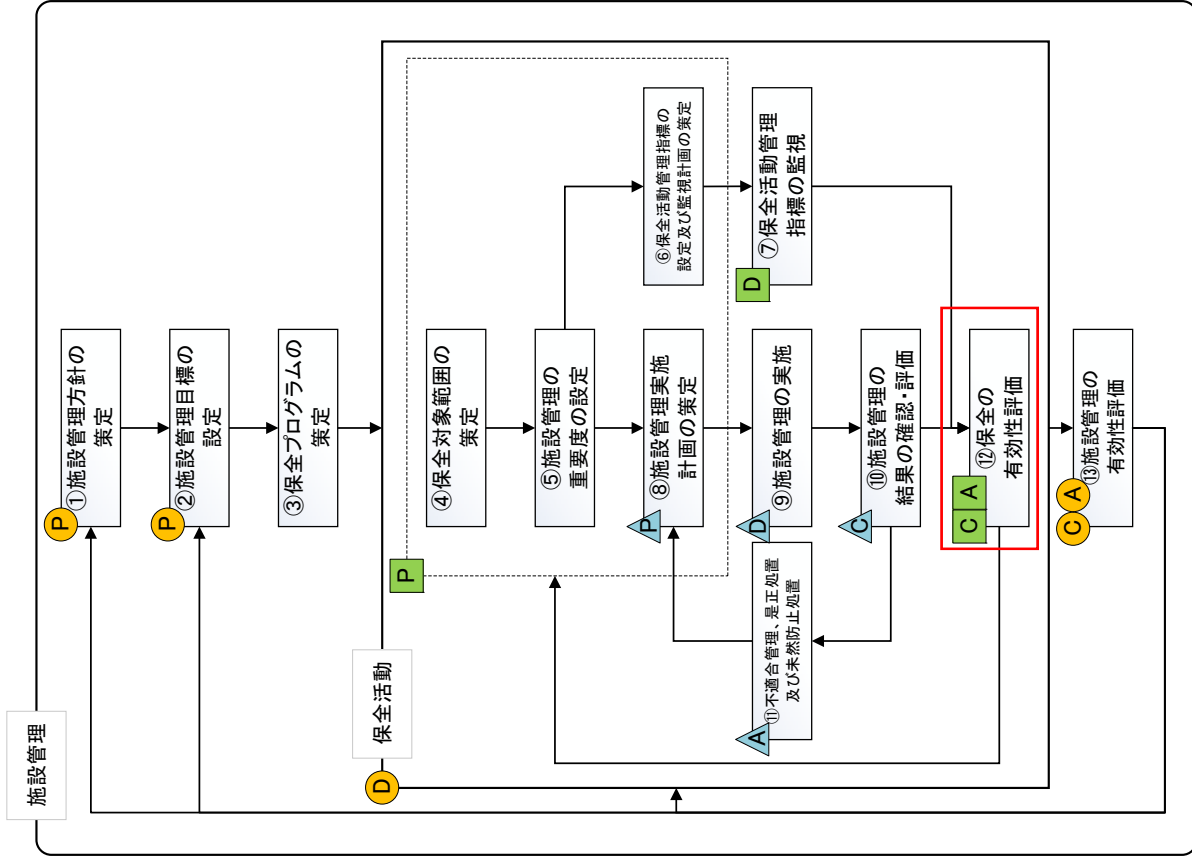 施設管理
P
①施設管理方針の
策定
P
②施設管理目標の
設定
③保全プログラムの
策定
D
保全活動
P
④保全対象範囲の
策定
⑤施設管理の
重要度の設定
⑥保全活動管理指標の
設定及び監視計画の策定
D
⑦保全活動管理
指標の監視
P
⑧施設管理実施
計画の策定
D
⑨施設管理の実施
C
⑩施設管理の
結果の確認・評価
A
⑪不適合管理、是正処置
及び未然防止処置
C A
⑫保全の
有効性評価
C A
⑬施設管理の
有効性評価